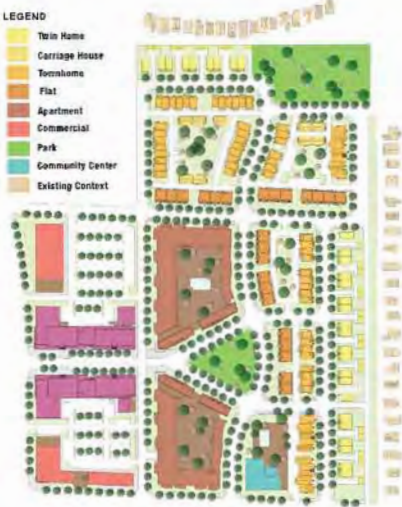 LEGEND
Twin Home
Carriage House
Townhome
Flat
Apartment
Commercial
Park
Community Center
Existing Context